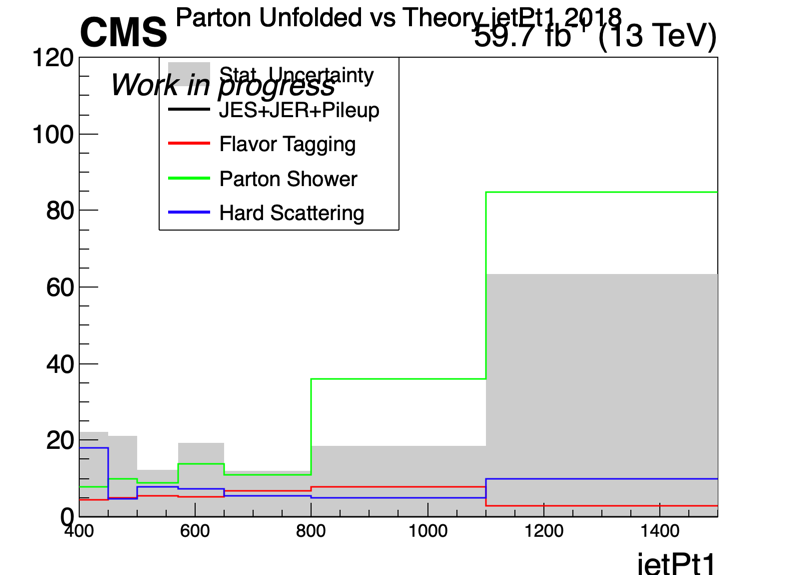 Parton Unfolded vs Theory jetPt1 2018
CMS
59.7 fb-1 (13 TeV)
Work in progress
Stat. Uncertainty
JES+JER+Pileup
Flavor Tagging
Parton Shower
Hard Scattering
120
100
80
60
40
20
0
400 600 800 1000 1200 1400
jetPt1